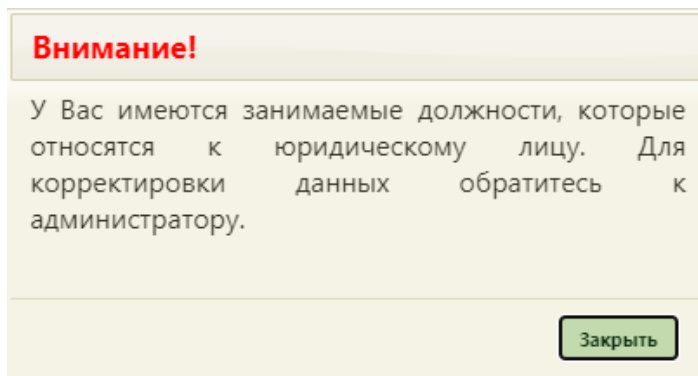 Внимание!
У Вас имеются занимаемые должности, которые
относятся к юридическому лицу. Для
корректировки данных обратитесь к
администратору.
Закрыть